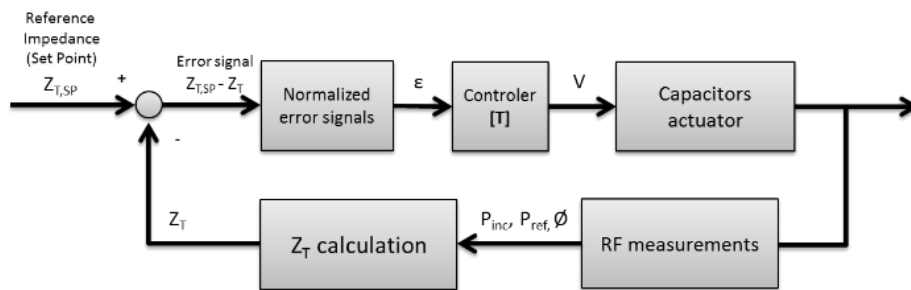 Reference
Impedance
(Set Point)
Z_T,SP
+
-
Error signal
Z_T,SP - Z_T
Normalized
error signals
ε
Controler
[T]
V
Capacitors
actuator
Z_T
Z_T calculation
P_inc, P_ref, Ø
RF measurements